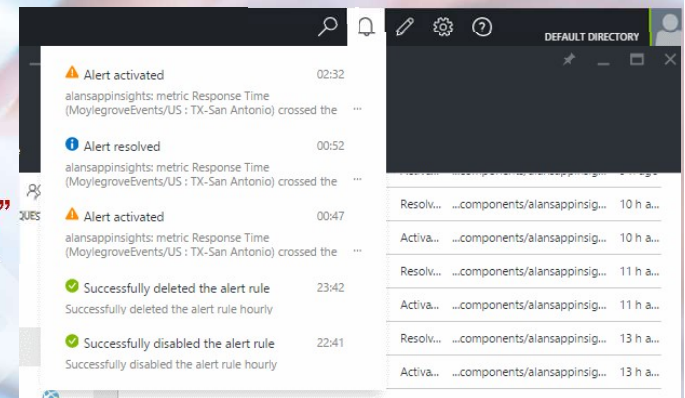 DEFAULT DIRECTORY
Alert activated 02:32
alansappinsights: metric Response Time
(MoylegroveEvents/US : TX-San Antonio) crossed the ...
Alert resolved 00:52
alansappinsights: metric Response Time
(MoylegroveEvents/US : TX-San Antonio) crossed the ...
Alert activated 00:47
alansappinsights: metric Response Time
(MoylegroveEvents/US : TX-San Antonio) crossed the ...
Successfully deleted the alert rule 23:42
Successfully deleted the alert rule hourly
Successfully disabled the alert rule 22:41
Successfully disabled the alert rule hourly
”
QUES
Resolv... ...components/alansappinsig... 10 h a...
Activa... ...components/alansappinsig... 10 h a...
Resolv... ...components/alansappinsig... 11 h a...
Activa... ...components/alansappinsig... 11 h a...
Resolv... ...components/alansappinsig... 13 h a...
Activa... ...components/alansappinsig... 13 h a...